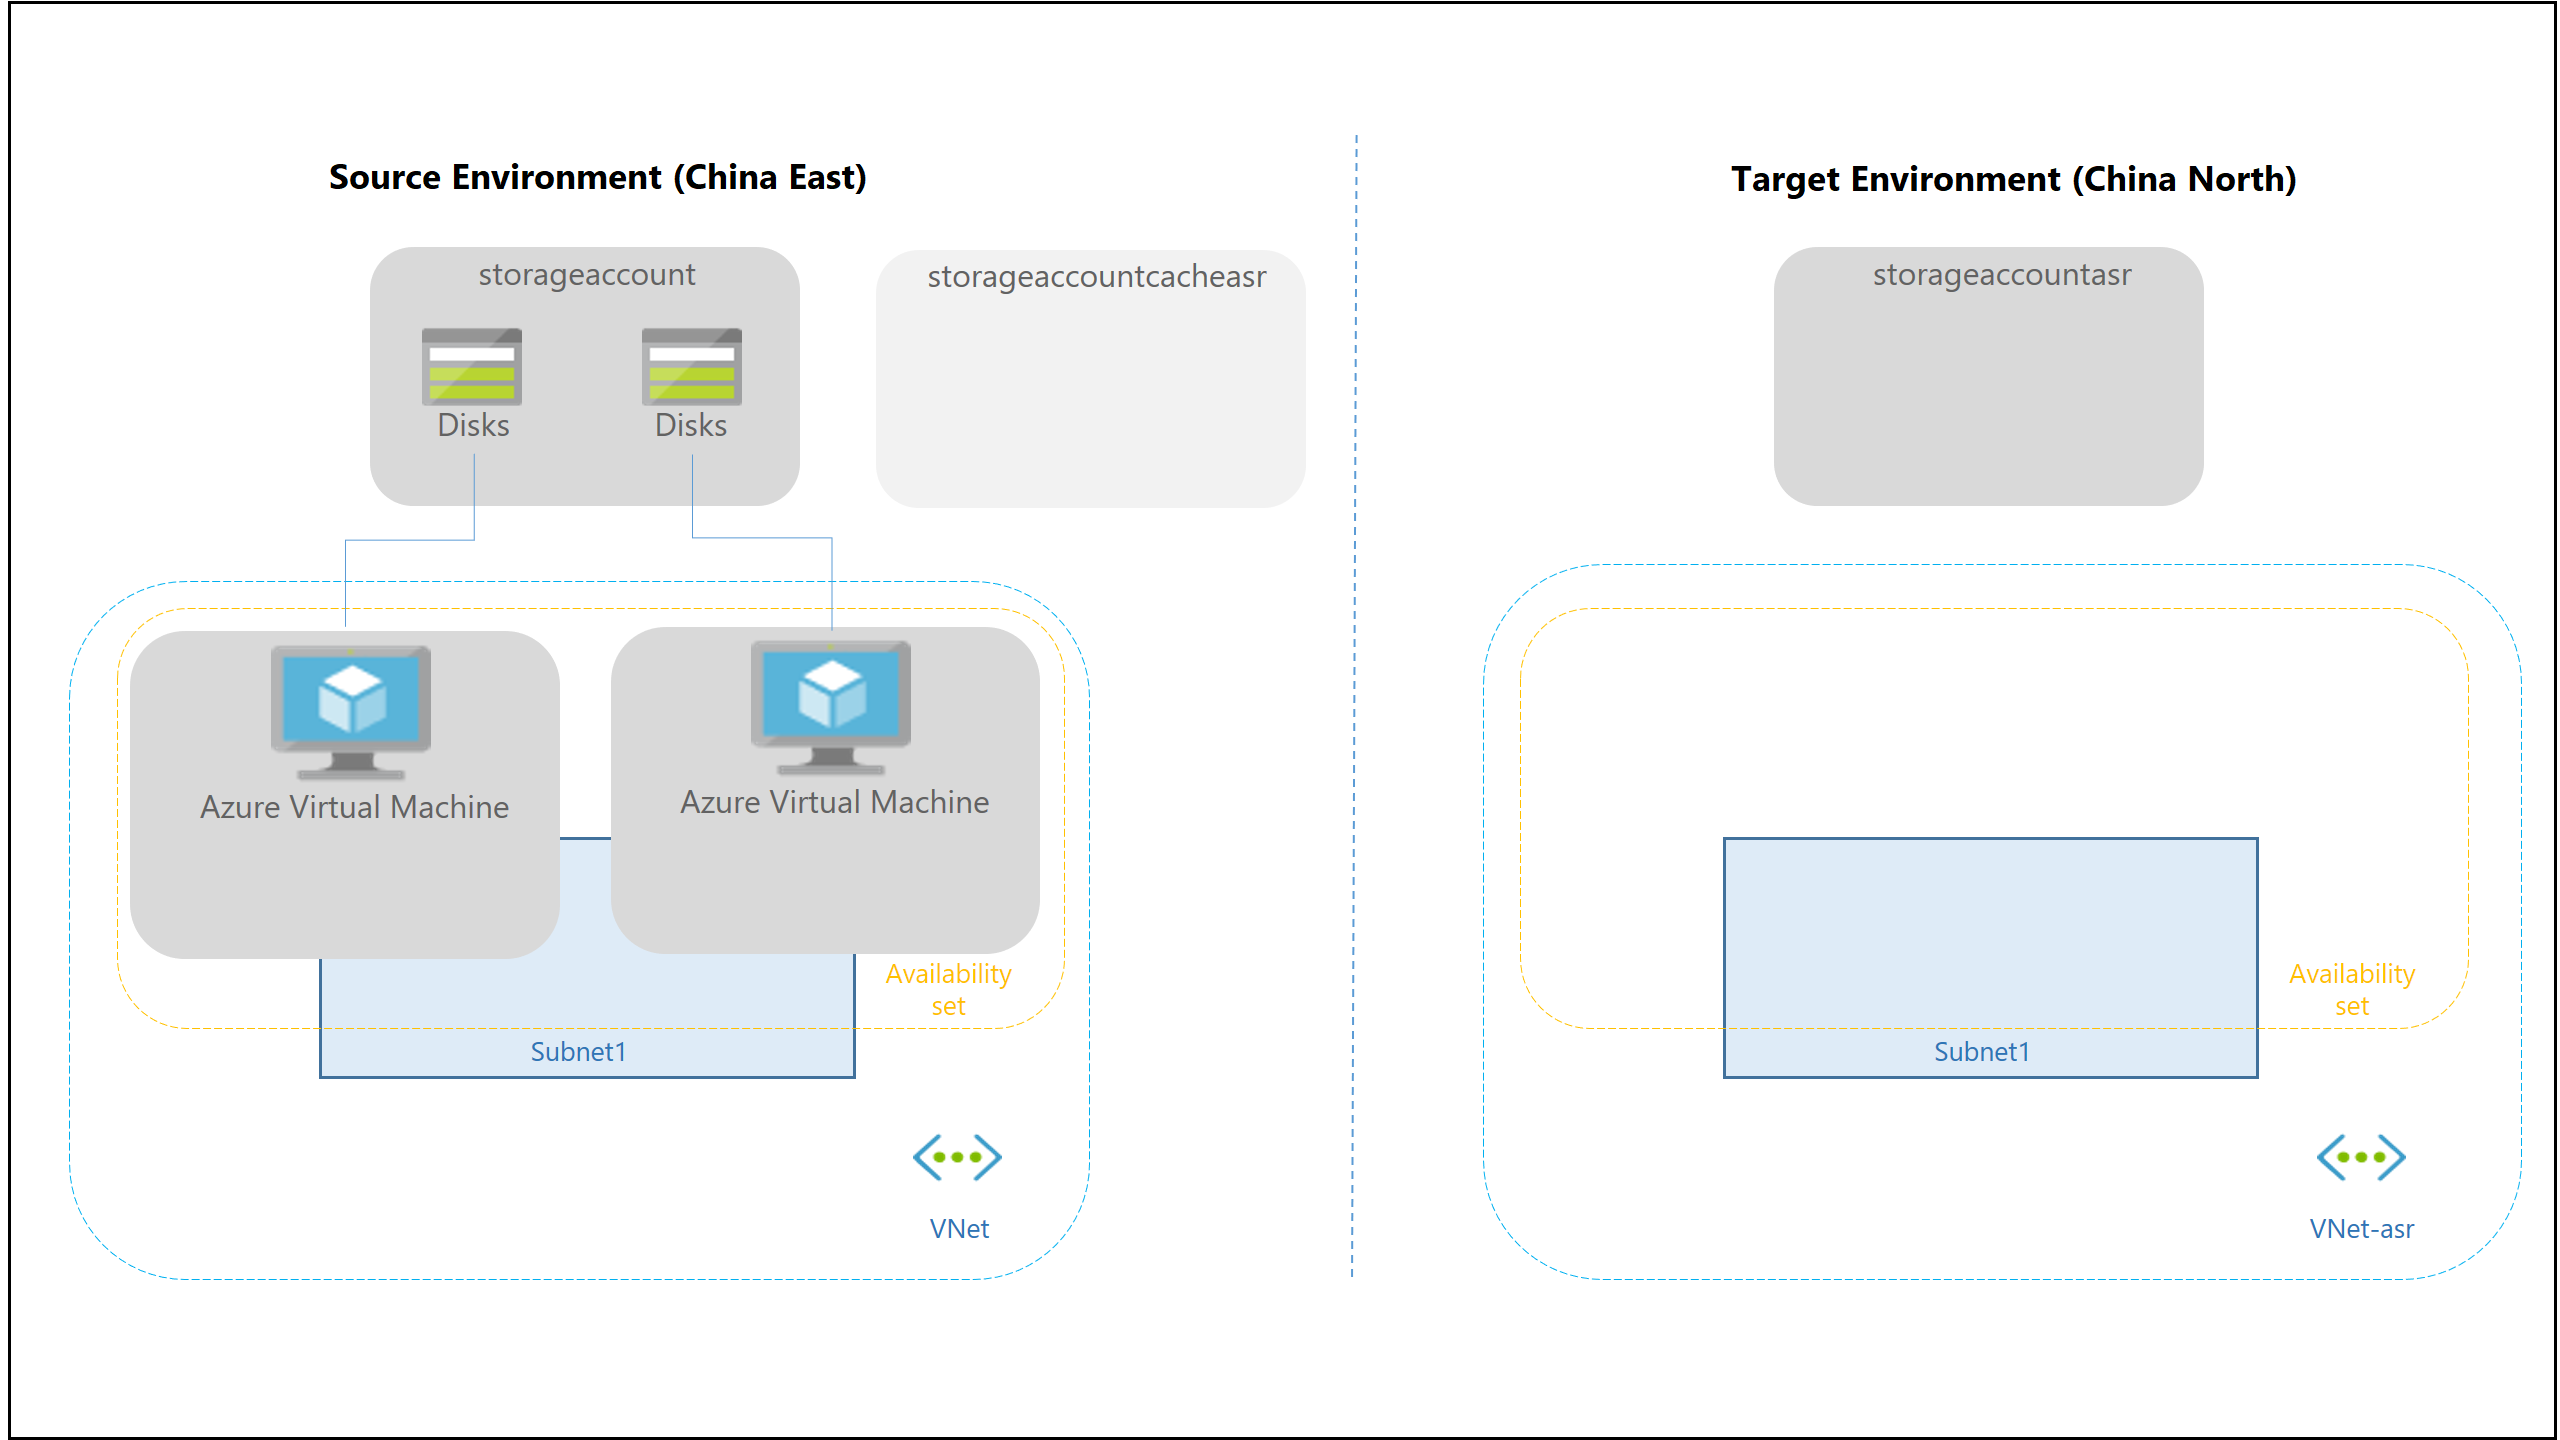 Source Environment (China East)
Target Environment (China North)
storageaccount
storageaccountcacheasr
storageaccountasr
Disks
Disks
Azure Virtual Machine
Azure Virtual Machine
Availability
set
Availability
set
Subnet1
Subnet1
VNet
VNet-asr